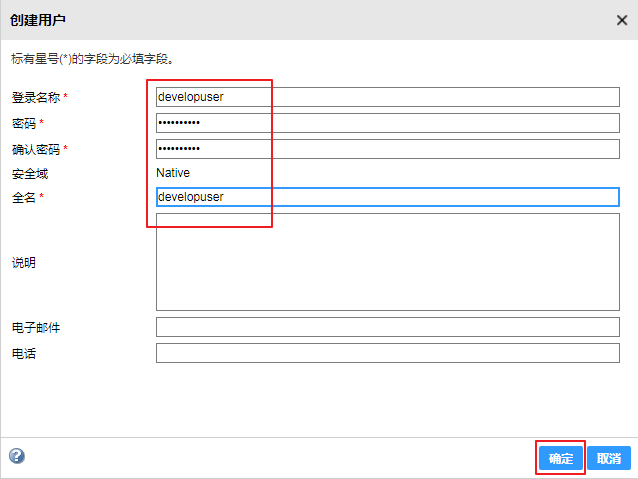 创建用户
标有星号(*)的字段为必填字段。
登录名称 * developuser
密码 * ••••••••••
确认密码 * ••••••••••
安全域 Native
全名 * developuser
说明
电子邮件
电话
确定 取消